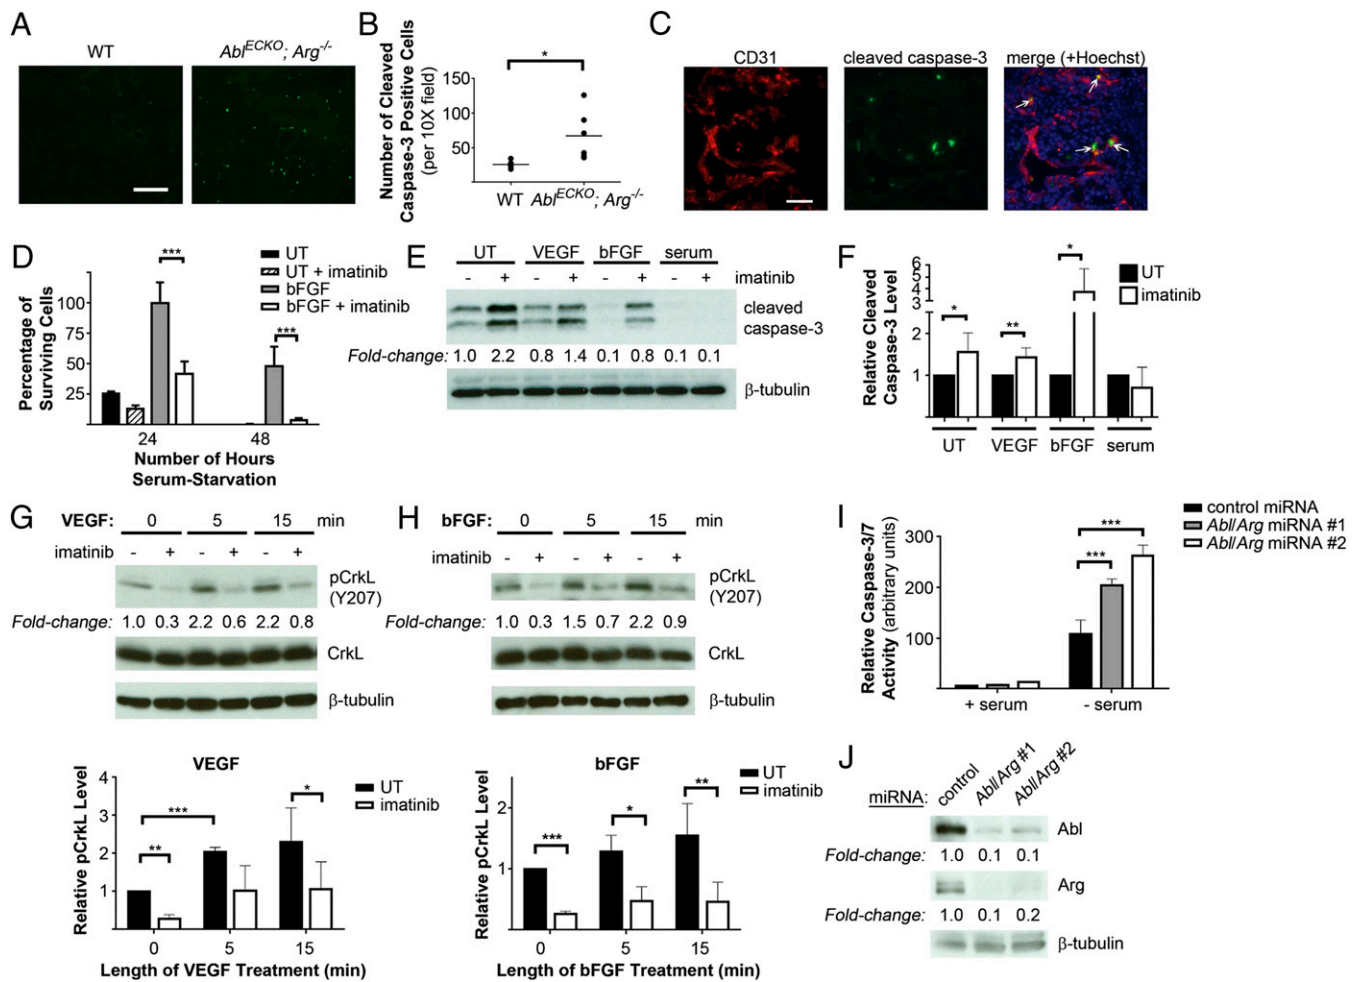 A
WT
Abl^ECKO; Arg^-/-
B
Number of Cleaved
Caspase-3 Positive Cells
(per 10X field)
150
100
50
*
WT Abl^ECKO; Arg^-/-
C
CD31
cleaved caspase-3
merge (+Hoechst)
D
Percentage of
Surviving Cells
100
75
50
25
***
***
24
48
Number of Hours
Serum-Starvation
UT
UT + imatinib
bFGF
bFGF + imatinib
E
UT VEGF bFGF serum
- + - + - + - + imatinib
cleaved
caspase-3
Fold-change: 1.0 2.2 0.8 1.4 0.1 0.8 0.1 0.1
β-tubulin
F
Relative Cleaved
Caspase-3 Level
6
5
4
3
2
1
*
**
*
UT VEGF bFGF serum
UT
imatinib
G
VEGF: 0 5 15 min
imatinib - + - + - +
pCrkL
(Y207)
Fold-change: 1.0 0.3 2.2 0.6 2.2 0.8
CrkL
β-tubulin
VEGF
Relative pCrkL Level
4
3
2
1
**
***
*
0 5 15
Length of VEGF Treatment (min)
UT
imatinib
H
bFGF: 0 5 15 min
imatinib - + - + - +
pCrkL
(Y207)
Fold-change: 1.0 0.3 1.5 0.7 2.2 0.9
CrkL
β-tubulin
bFGF
Relative pCrkL Level
2
1
***
*
**
0 5 15
Length of bFGF Treatment (min)
UT
imatinib
I
Relative Caspase-3/7
Activity (arbitrary units)
300
200
100
***
***
+ serum
- serum
control miRNA
Abl/Arg miRNA #1
Abl/Arg miRNA #2
J
miRNA: control Abl/Arg #1 Abl/Arg #2
Abl
Fold-change: 1.0 0.1 0.1
Arg
Fold-change: 1.0 0.1 0.2
β-tubulin